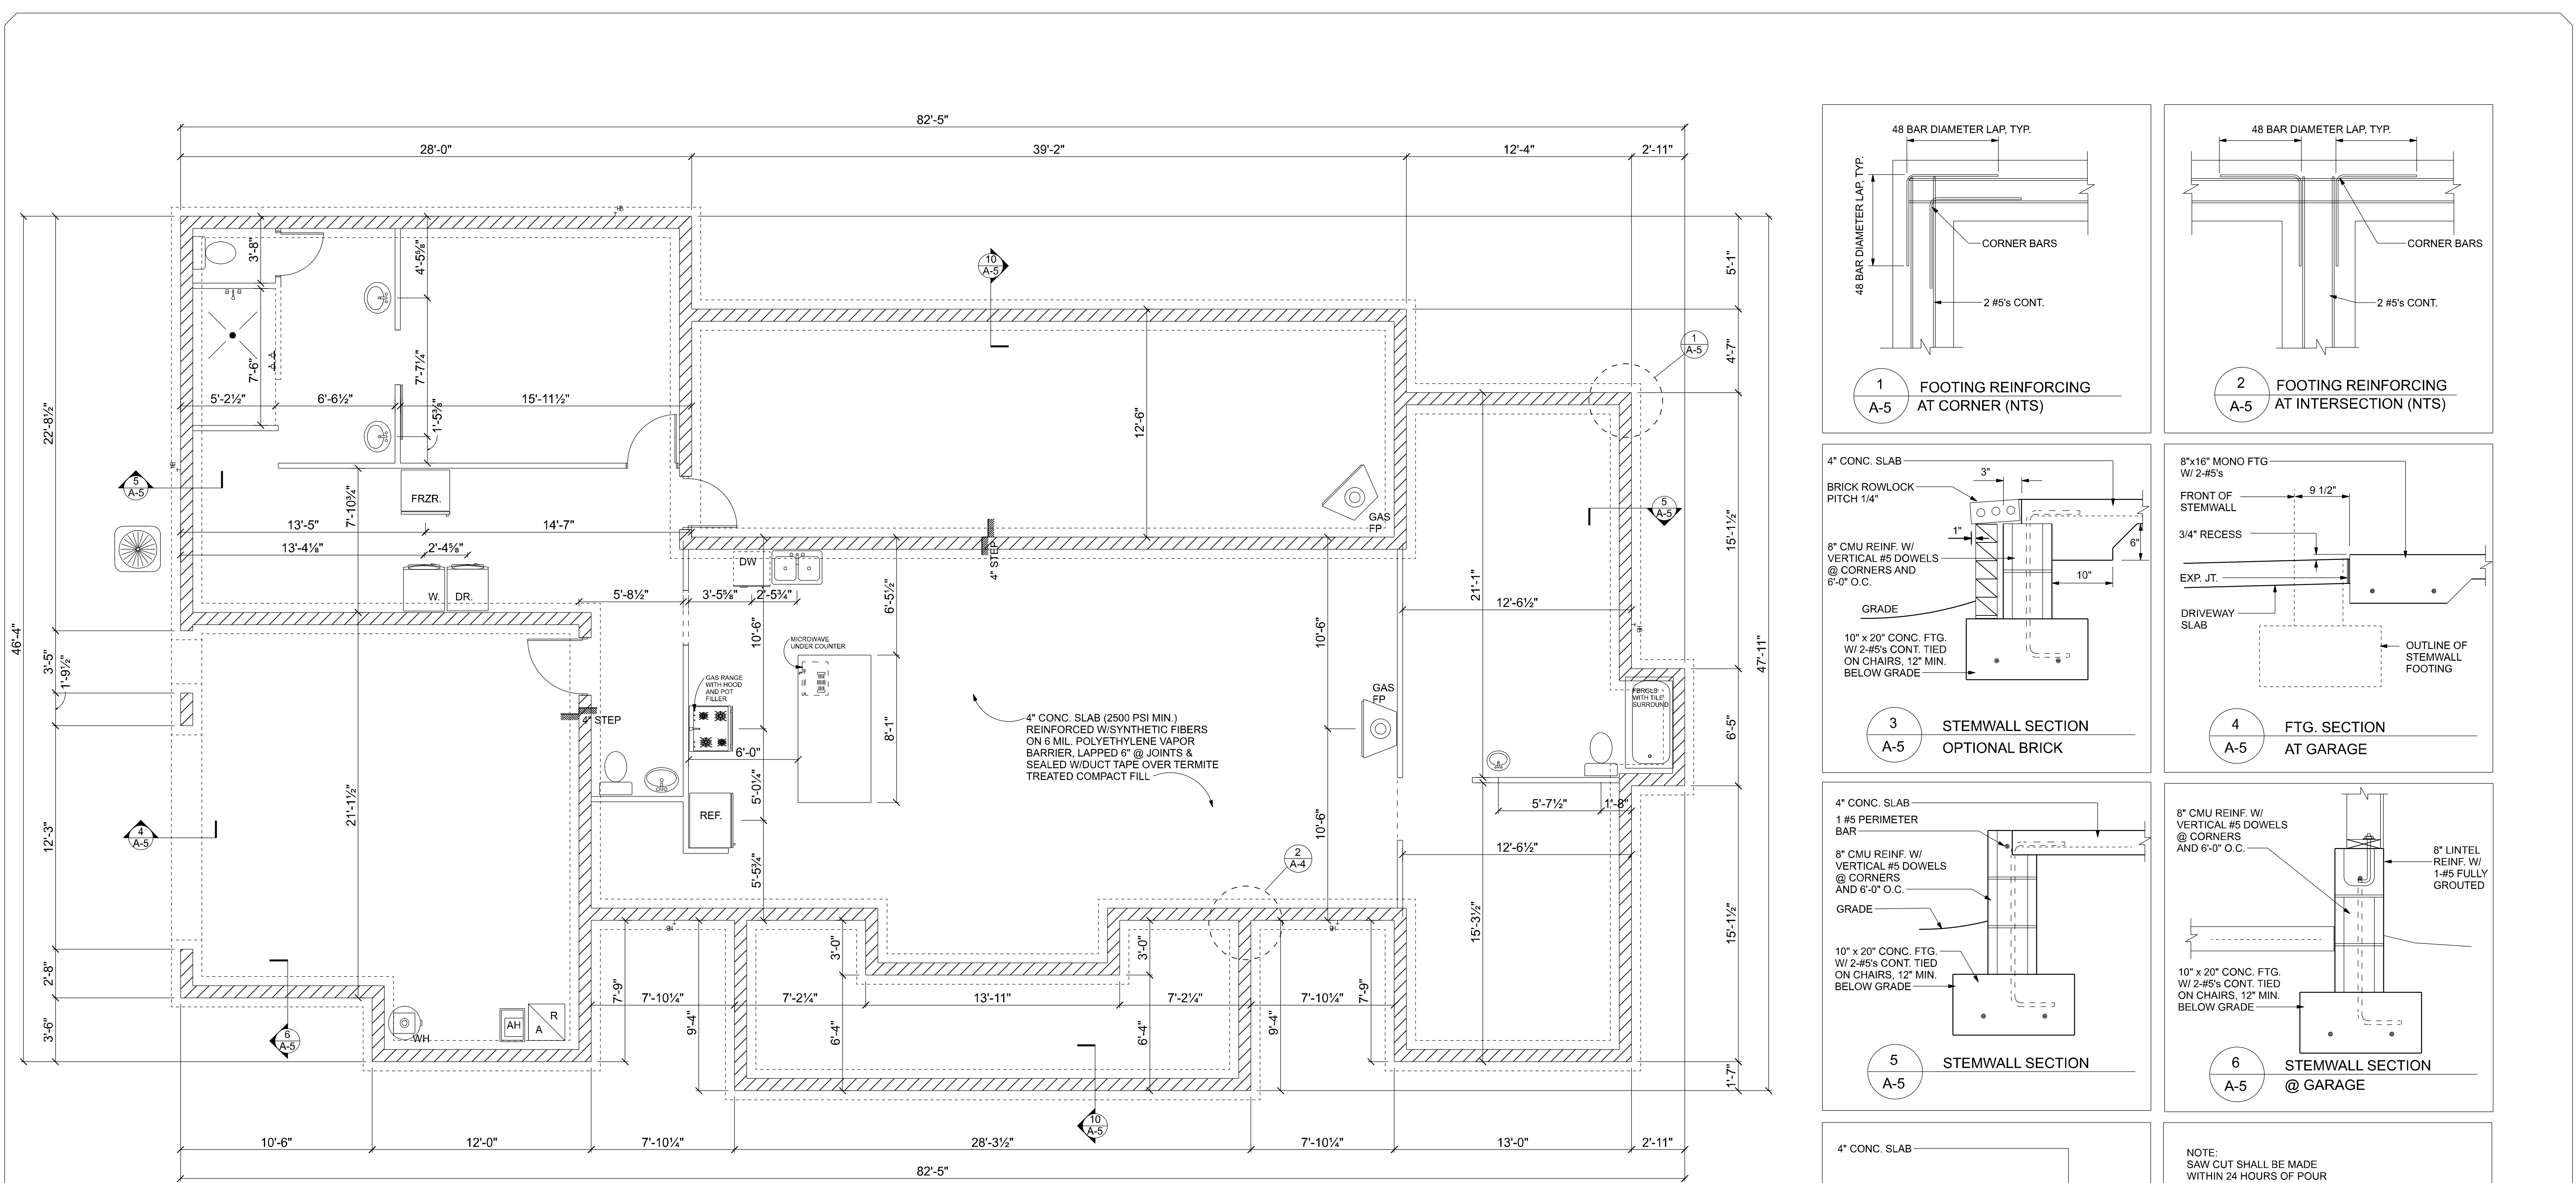 82'-5"
28'-0"
39'-2"
12'-4"
2'-11"
46'-4"
22'-8½"
3'-5"
1'-9½"
12'-3"
2'-8"
3'-6"
HB
3'-8"
4'-5⅝"
7'-6"
7'-7¼"
1'-5⅜"
5'-2½"
6'-6½"
15'-11½"
HB
5
A-5
FRZR.
7'-10¾"
13'-5"
14'-7"
13'-4⅛"
2'-4⅝"
W.
DR.
10
A-5
12'-6"
GAS
FP
4" STEP
1
A-5
5'-1"
4'-7"
15'-1½"
6'-5"
15'-1½"
1'-7"
47'-11"
5
A-5
21'-1"
12'-6½"
HB
DW
5'-8½"
3'-5⅝"
2'-5¾"
6'-5½"
10'-6"
10'-6"
MICROWAVE
UNDER COUNTER
GAS RANGE
WITH HOOD
AND POT
FILLER
6'-0"
8'-1"
5'-0¼"
REF.
5'-5¾"
4" STEP
21'-1½"
4
A-5
4" CONC. SLAB (2500 PSI MIN.)
REINFORCED W/SYNTHETIC FIBERS
ON 6 MIL. POLYETHYLENE VAPOR
BARRIER, LAPPED 6" @ JOINTS &
SEALED W/DUCT TAPE OVER TERMITE
TREATED COMPACT FILL
GAS
FP
10'-6"
FBRGLS
WITH TILE
SURROUND
5'-7½"
1'-8"
12'-6½"
15'-3½"
2
A-4
HB
HB
3'-0"
3'-0"
7'-9"
7'-10¼"
7'-2¼"
13'-11"
7'-2¼"
7'-10¼"
7'-9"
9'-4"
6'-4"
6'-4"
9'-4"
WH
AH
A
R
6
A-5
10
A-5
10'-6"
12'-0"
7'-10¼"
28'-3½"
7'-10¼"
13'-0"
2'-11"
82'-5"
48 BAR DIAMETER LAP, TYP.
48 BAR DIAMETER LAP, TYP.
CORNER BARS
2 #5's CONT.
1
A-5
FOOTING REINFORCING
AT CORNER (NTS)
48 BAR DIAMETER LAP, TYP.
CORNER BARS
2 #5's CONT.
2
A-5
FOOTING REINFORCING
AT INTERSECTION (NTS)
4" CONC. SLAB
3"
BRICK ROWLOCK
PITCH 1/4"
1"
6"
8" CMU REINF. W/
VERTICAL #5 DOWELS
@ CORNERS AND
6'-0" O.C.
10"
GRADE
10" x 20" CONC. FTG.
W/ 2-#5's CONT. TIED
ON CHAIRS, 12" MIN.
BELOW GRADE
3
A-5
STEMWALL SECTION
OPTIONAL BRICK
8"x16" MONO FTG
W/ 2-#5's
FRONT OF
STEMWALL
9 1/2"
3/4" RECESS
EXP. JT.
DRIVEWAY
SLAB
OUTLINE OF
STEMWALL
FOOTING
4
A-5
FTG. SECTION
AT GARAGE
4" CONC. SLAB
1 #5 PERIMETER
BAR
8" CMU REINF. W/
VERTICAL #5 DOWELS
@ CORNERS
AND 6'-0" O.C.
GRADE
10" x 20" CONC. FTG.
W/ 2-#5's CONT. TIED
ON CHAIRS, 12" MIN.
BELOW GRADE
5
A-5
STEMWALL SECTION
8" CMU REINF. W/
VERTICAL #5 DOWELS
@ CORNERS
AND 6'-0" O.C.
8" LINTEL
REINF. W/
1-#5 FULLY
GROUTED
10" x 20" CONC. FTG.
W/ 2-#5's CONT. TIED
ON CHAIRS, 12" MIN.
BELOW GRADE
6
A-5
STEMWALL SECTION
@ GARAGE
4" CONC. SLAB
NOTE:
SAW CUT SHALL BE MADE
WITHIN 24 HOURS OF POUR